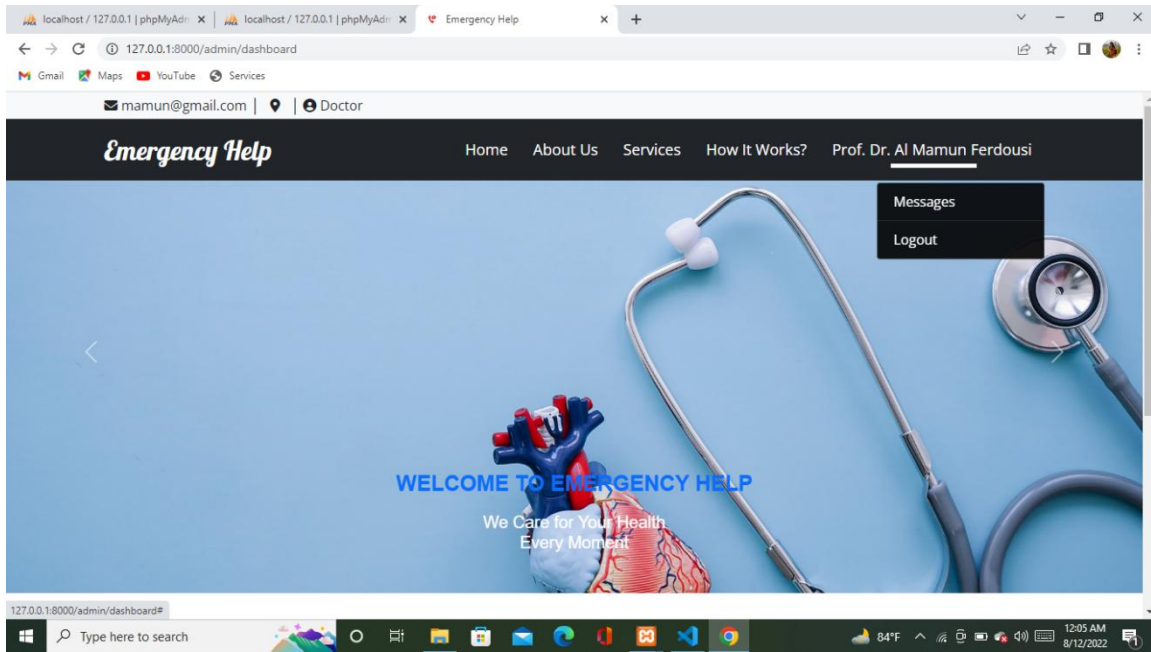 localhost / 127.0.0.1 | phpMyAdn
localhost / 127.0.0.1 | phpMyAdn
Emergency Help
127.0.0.1:8000/admin/dashboard
Gmail Maps YouTube Services
mamun@gmail.com | | Doctor
Emergency Help
Home About Us Services How It Works? Prof. Dr. Al Mamun Ferdousi
Messages
Logout
WELCOME TO EMERGENCY HELP
We Care for Your Health
Every Moment
127.0.0.1:8000/admin/dashboard#
Type here to search
84°F
12:05 AM
8/12/2022
1